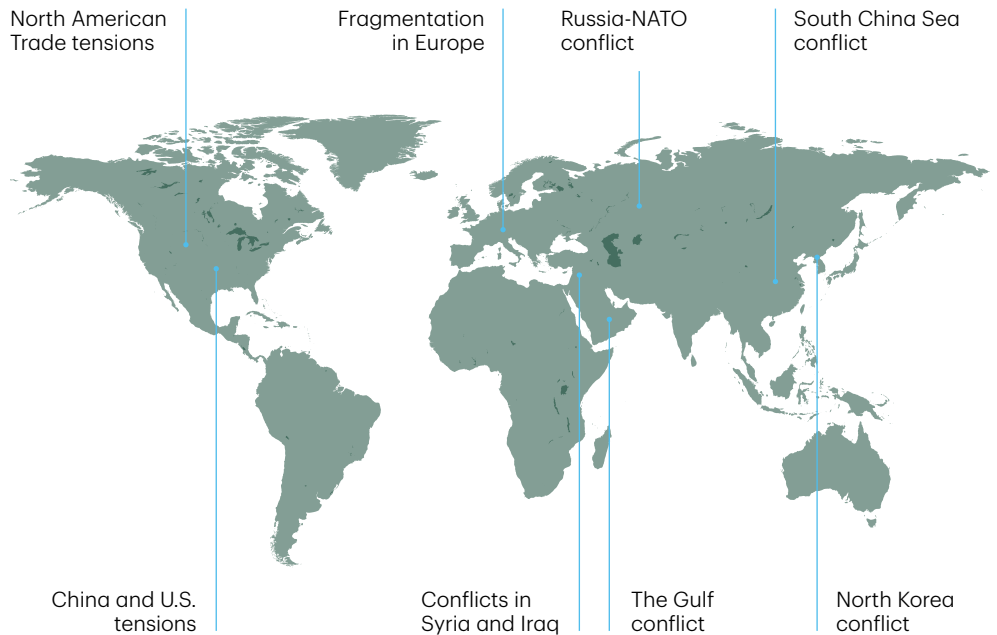 North American
Trade tensions
Fragmentation
in Europe
Russia-NATO
conflict
South China Sea
conflict
China and U.S.
tensions
Conflicts in
Syria and Iraq
The Gulf
conflict
North Korea
conflict